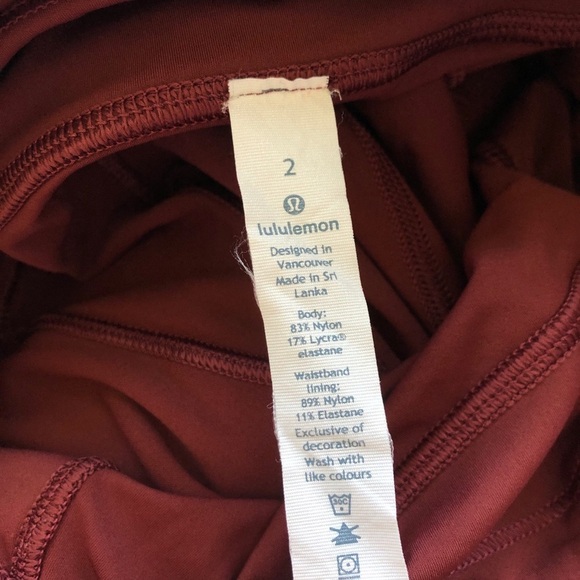 2
lululemon
Designed in
Vancouver
Made in Sri
Lanka
Body:
83% Nylon
17% Lycra®
elastane
Waistband
lining:
89% Nylon
11% Elastane
Exclusive of
decoration
Wash with
like colours
30C